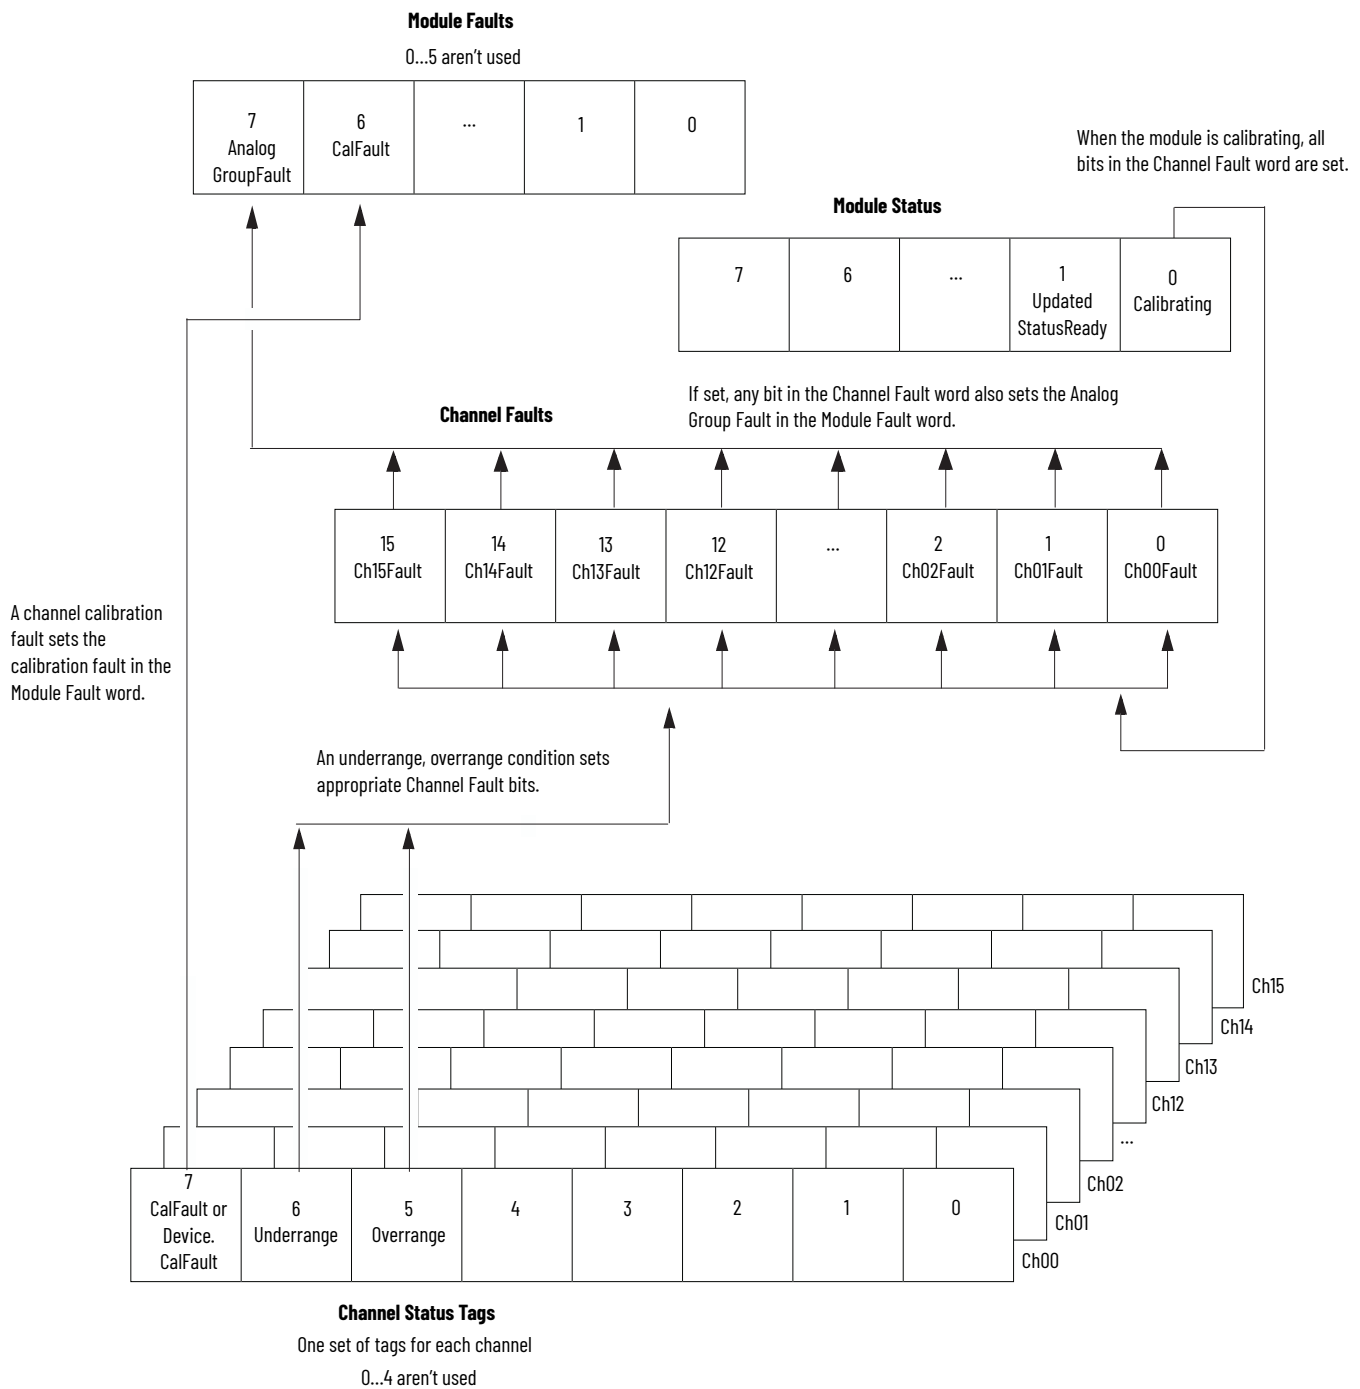 Module Faults
0...5 aren't used
7
Analog
GroupFault
6
CalFault
...
1
0
When the module is calibrating, all
bits in the Channel Fault word are set.
Module Status
7
6
...
1
Updated
StatusReady
0
Calibrating
If set, any bit in the Channel Fault word also sets the Analog
Group Fault in the Module Fault word.
Channel Faults
15
Ch15Fault
14
Ch14Fault
13
Ch13Fault
12
Ch12Fault
...
2
Ch02Fault
1
Ch01Fault
0
Ch00Fault
A channel calibration
fault sets the
calibration fault in the
Module Fault word.
An underrange, overrange condition sets
appropriate Channel Fault bits.
Ch15
Ch14
Ch13
Ch12
...
Ch02
Ch01
Ch00
7
CalFault or
Device.
CalFault
6
Underrange
5
Overrange
4
3
2
1
0
Channel Status Tags
One set of tags for each channel
0...4 aren't used